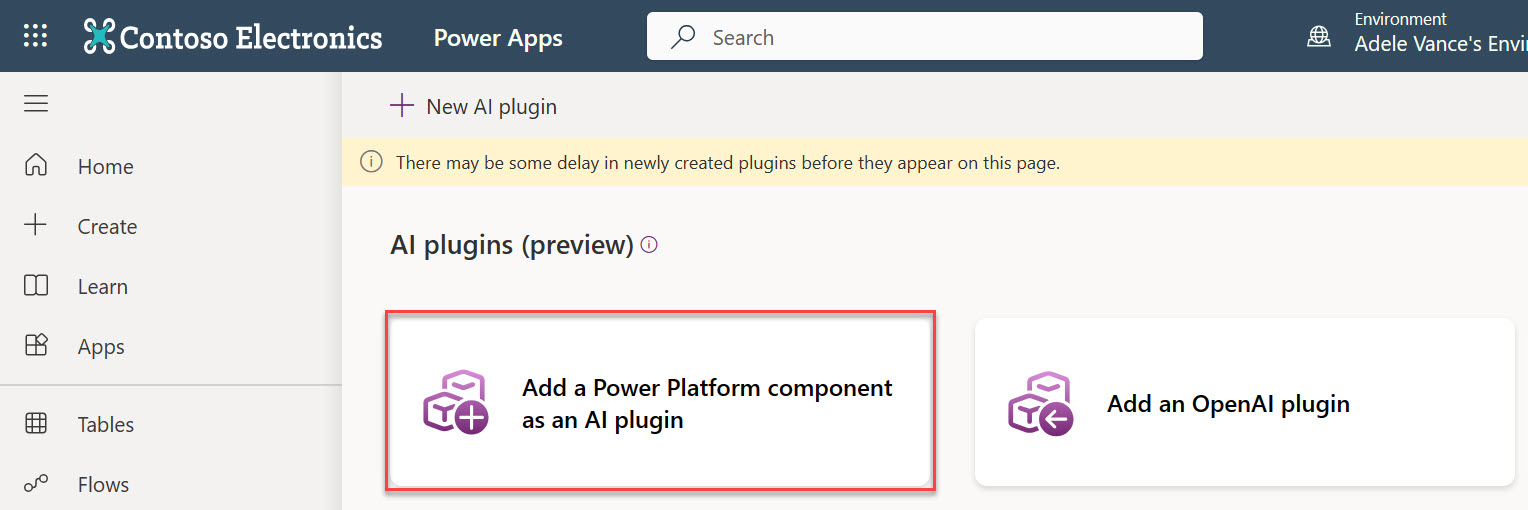 Contoso Electronics
Power Apps
Search
Environment
Adele Vance's Envi
New AI plugin
There may be some delay in newly created plugins before they appear on this page.
Home
Create
Learn
Apps
Tables
Flows
AI plugins (preview)
Add a Power Platform component
as an AI plugin
Add an OpenAI plugin